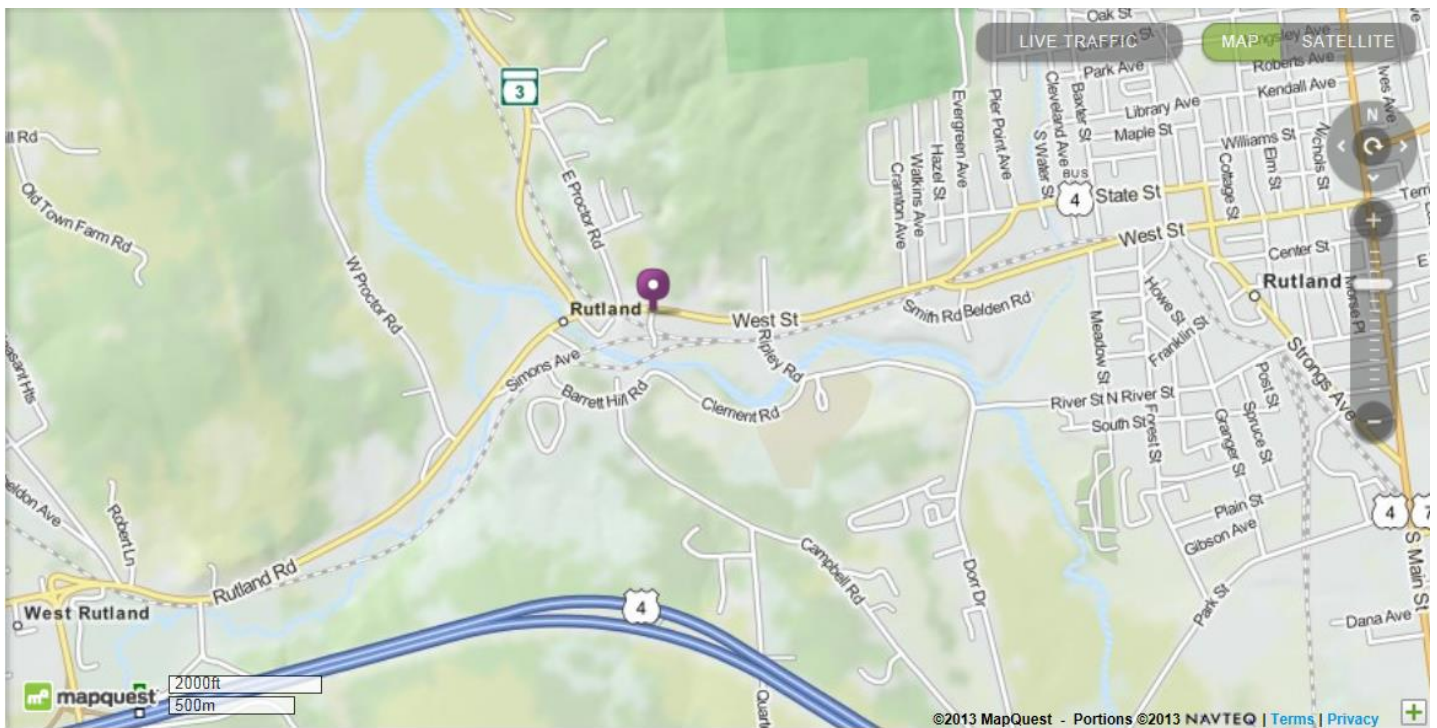 Oak St
LIVE TRAFFIC
MAP
SATELLITE
Park Ave
Roberts Ave
Kendall Ave
Ives Ave
Library Ave
Maple St
Williams St
Nichols St
Elm St
Cottage St
Baxter St
Cleveland Ave
S Water St
Pier Point Ave
Evergreen Ave
Hazel St
Watkins Ave
Cramton Ave
N
3
E Proctor Rd
Old Town Farm Rd
W Proctor Rd
BUS
4
State St
West St
Center St
Rutland
Morse Pl
Rutland
West St
Smith Rd
Belden Rd
Ripley Rd
Howe St
Franklin St
Meadow St
Strongs Ave
Simons Ave
Barrett Hill Rd
Clement Rd
River St
N River St
South St
Forest St
Granger St
Spruce St
Post St
Plain St
Gibson Ave
4
7
S Main St
Robert Ln
Rutland Rd
West Rutland
Campbell Rd
Dorr Dr
Park St
Dana Ave
4
mapquest
2000ft
500m
©2013 MapQuest - Portions ©2013 NAVTEQ | Terms | Privacy